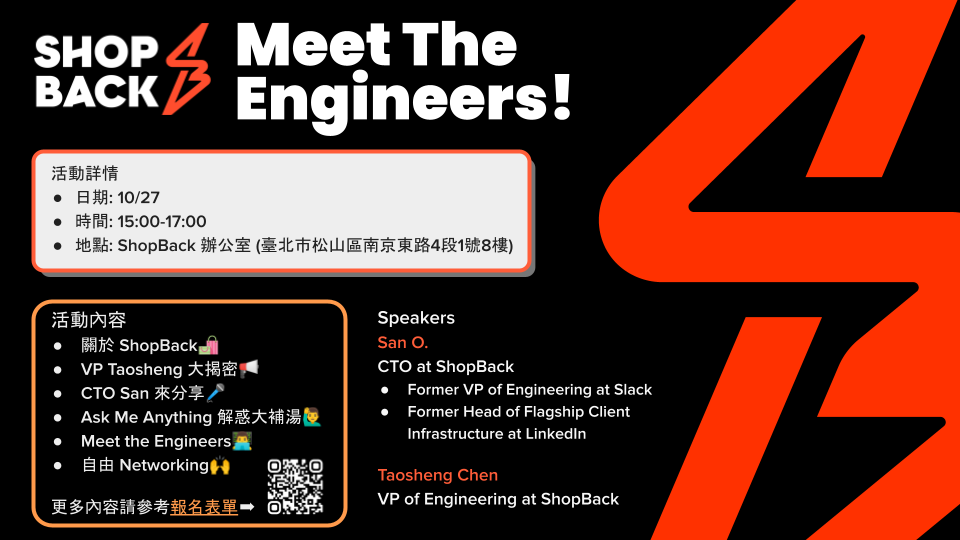 SHOP
BACK
Meet The
Engineers!
活動詳情
● 日期: 10/27
● 時間: 15:00-17:00
● 地點: ShopBack 辦公室 (臺北市松山區南京東路4段1號8樓)
活動內容
● 關於 ShopBack🛍️
● VP Taosheng 大揭密📢
● CTO San 來分享🎤
● Ask Me Anything 解惑大補湯🙋‍♂️
● Meet the Engineers👨‍💻
● 自由 Networking🙌
更多內容請參考報名表單➡
Speakers
San O.
CTO at ShopBack
● Former VP of Engineering at Slack
● Former Head of Flagship Client
Infrastructure at LinkedIn
Taosheng Chen
VP of Engineering at ShopBack